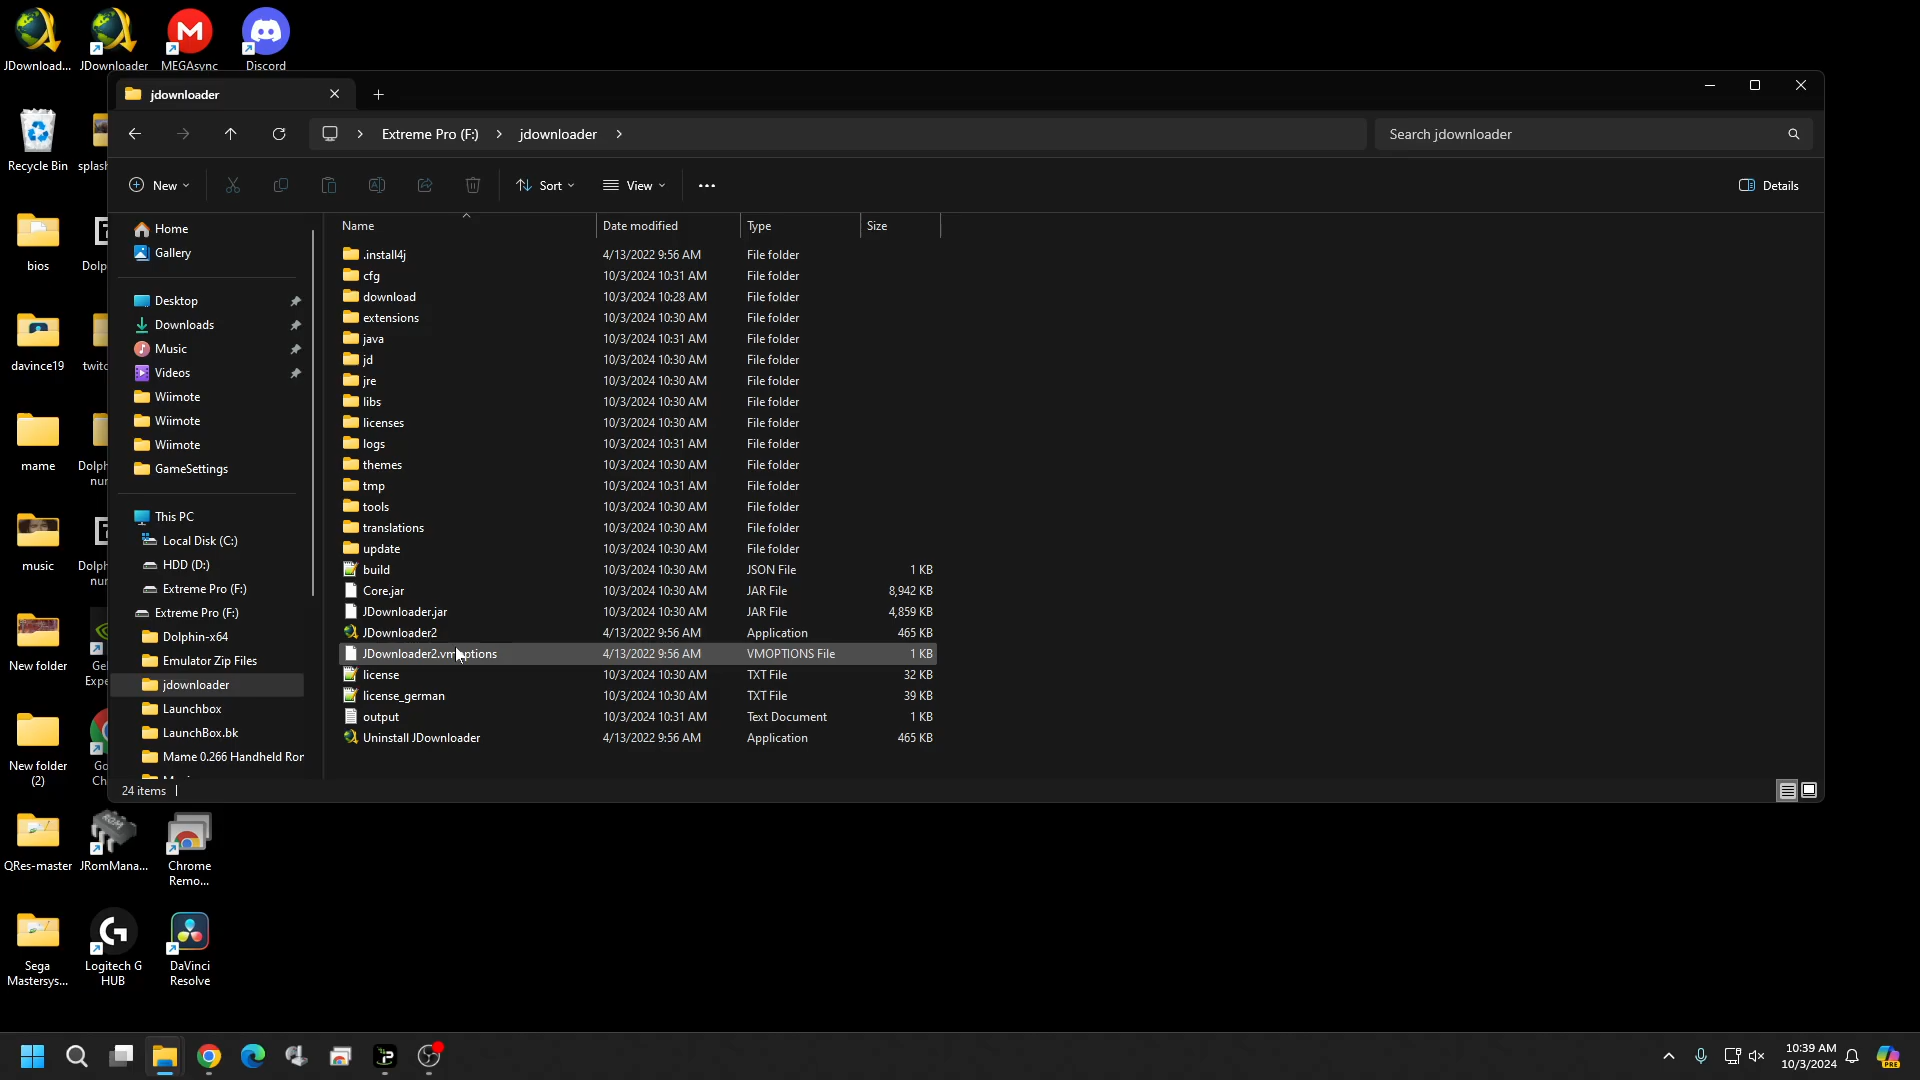 JDownload...
JDownloader
MEGAsync
Discord
Recycle Bin
splash
bios
Dolp
davince19
twitc
mame
Dolph
nun
music
Dolph
nun
New folder
Ge
Expe
New folder
(2)
Go
Ch
QRes-master
JRomMana...
Chrome
Remo...
Sega
Mastersys...
Logitech G
HUB
DaVinci
Resolve
jdownloader
Extreme Pro (F:)
jdownloader
Search jdownloader
New
Sort
View
Details
Home
Gallery
Desktop
Downloads
Music
Videos
Wiimote
Wiimote
Wiimote
GameSettings
This PC
Local Disk (C:)
HDD (D:)
Extreme Pro (F:)
Extreme Pro (F:)
Dolphin-x64
Emulator Zip Files
jdownloader
Launchbox
LaunchBox.bk
Mame 0.266 Handheld Ror
Name Date modified Type Size
.install4j 4/13/2022 9:56 AM File folder
cfg 10/3/2024 10:31 AM File folder
download 10/3/2024 10:28 AM File folder
extensions 10/3/2024 10:30 AM File folder
java 10/3/2024 10:31 AM File folder
jd 10/3/2024 10:30 AM File folder
jre 10/3/2024 10:30 AM File folder
libs 10/3/2024 10:30 AM File folder
licenses 10/3/2024 10:30 AM File folder
logs 10/3/2024 10:31 AM File folder
themes 10/3/2024 10:30 AM File folder
tmp 10/3/2024 10:31 AM File folder
tools 10/3/2024 10:30 AM File folder
translations 10/3/2024 10:30 AM File folder
update 10/3/2024 10:30 AM File folder
build 10/3/2024 10:30 AM JSON File 1 KB
Core.jar 10/3/2024 10:30 AM JAR File 8,942 KB
JDownloader.jar 10/3/2024 10:30 AM JAR File 4,859 KB
JDownloader2 4/13/2022 9:56 AM Application 465 KB
JDownloader2.vmoptions 4/13/2022 9:56 AM VMOPTIONS File 1 KB
license 10/3/2024 10:30 AM TXT File 32 KB
license_german 10/3/2024 10:30 AM TXT File 39 KB
output 10/3/2024 10:31 AM Text Document 1 KB
Uninstall JDownloader 4/13/2022 9:56 AM Application 465 KB
24 items
10:39 AM
10/3/2024
PRE